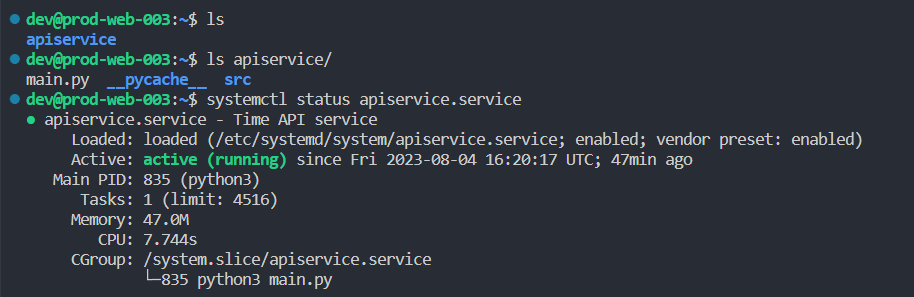 dev@prod-web-003:~$ ls
apiservice
dev@prod-web-003:~$ ls apiservice/
main.py  __pycache__  src
dev@prod-web-003:~$ systemctl status apiservice.service
● apiservice.service - Time API service
     Loaded: loaded (/etc/systemd/system/apiservice.service; enabled; vendor preset: enabled)
     Active: active (running) since Fri 2023-08-04 16:20:17 UTC; 47min ago
   Main PID: 835 (python3)
      Tasks: 1 (limit: 4516)
     Memory: 47.0M
        CPU: 7.744s
     CGroup: /system.slice/apiservice.service
             └─835 python3 main.py